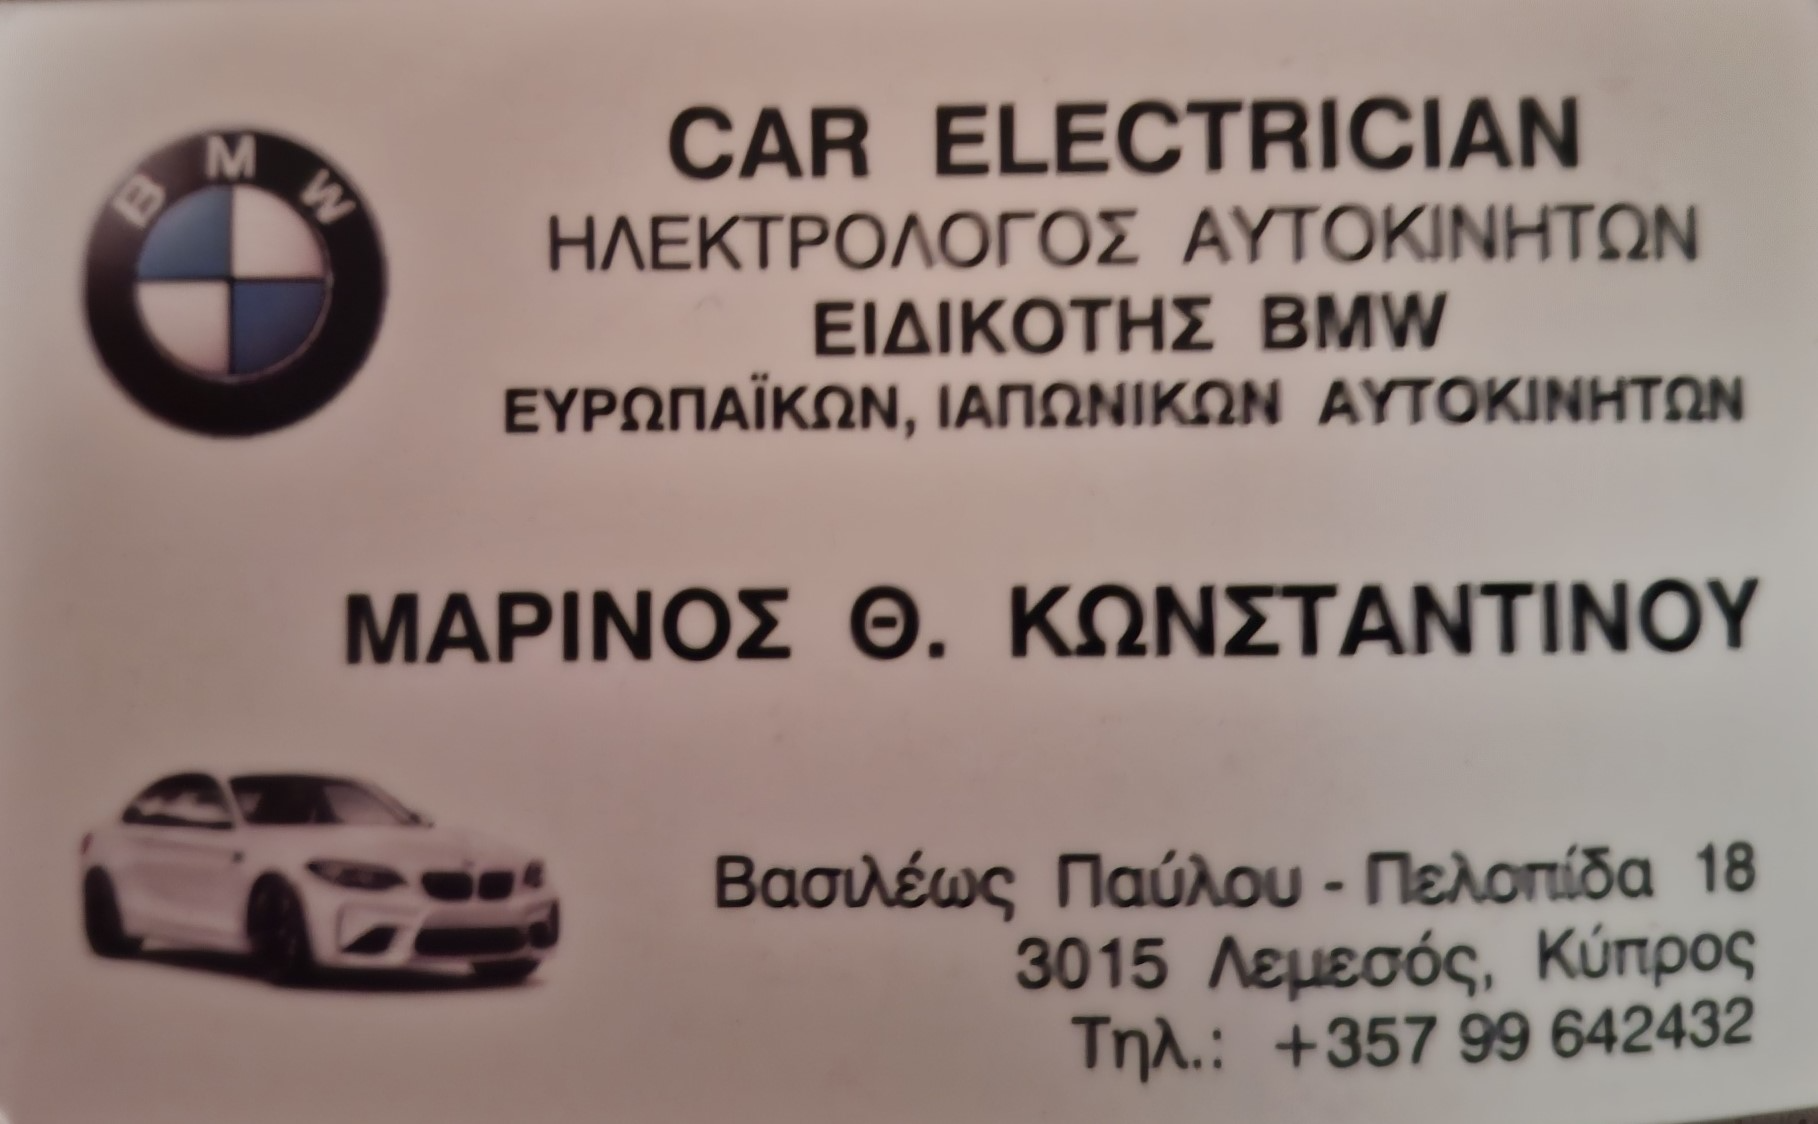 BMW
CAR ELECTRICIAN
ΗΛΕΚΤΡΟΛΟΓΟΣ ΑΥΤΟΚΙΝΗΤΩΝ
ΕΙΔΙΚΟΤΗΣ BMW
ΕΥΡΩΠΑΪΚΩΝ, ΙΑΠΩΝΙΚΩΝ ΑΥΤΟΚΙΝΗΤΩΝ
ΜΑΡΙΝΟΣ Θ. ΚΩΝΣΤΑΝΤΙΝΟΥ
Βασιλέως Παύλου - Πελοπίδα 18
3015 Λεμεσός, Κύπρος
Τηλ.: +357 99 642432